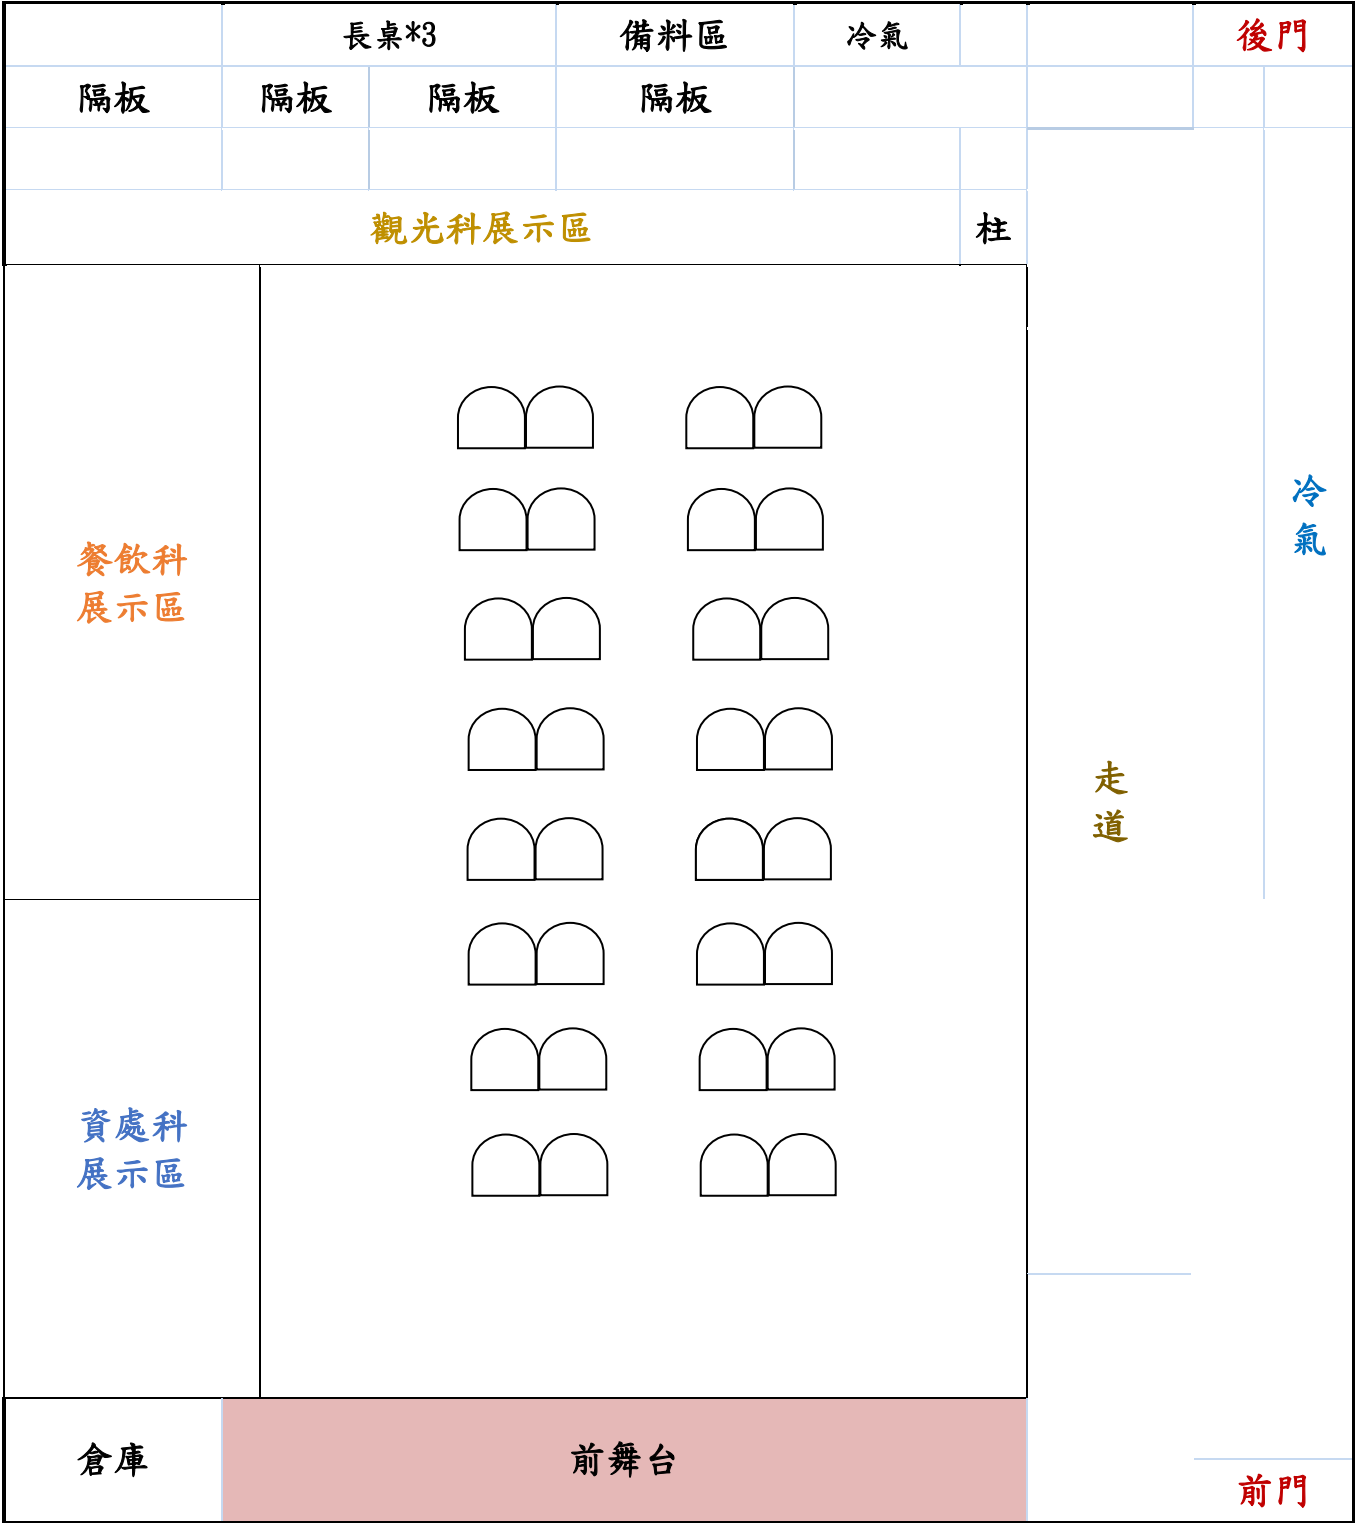 長桌*3 備料區 冷氣 後門
隔板 隔板 隔板 隔板
觀光科展示區 柱
冷
氣
餐飲科
展示區
走
道
資處科
展示區
倉庫 前舞台
前門